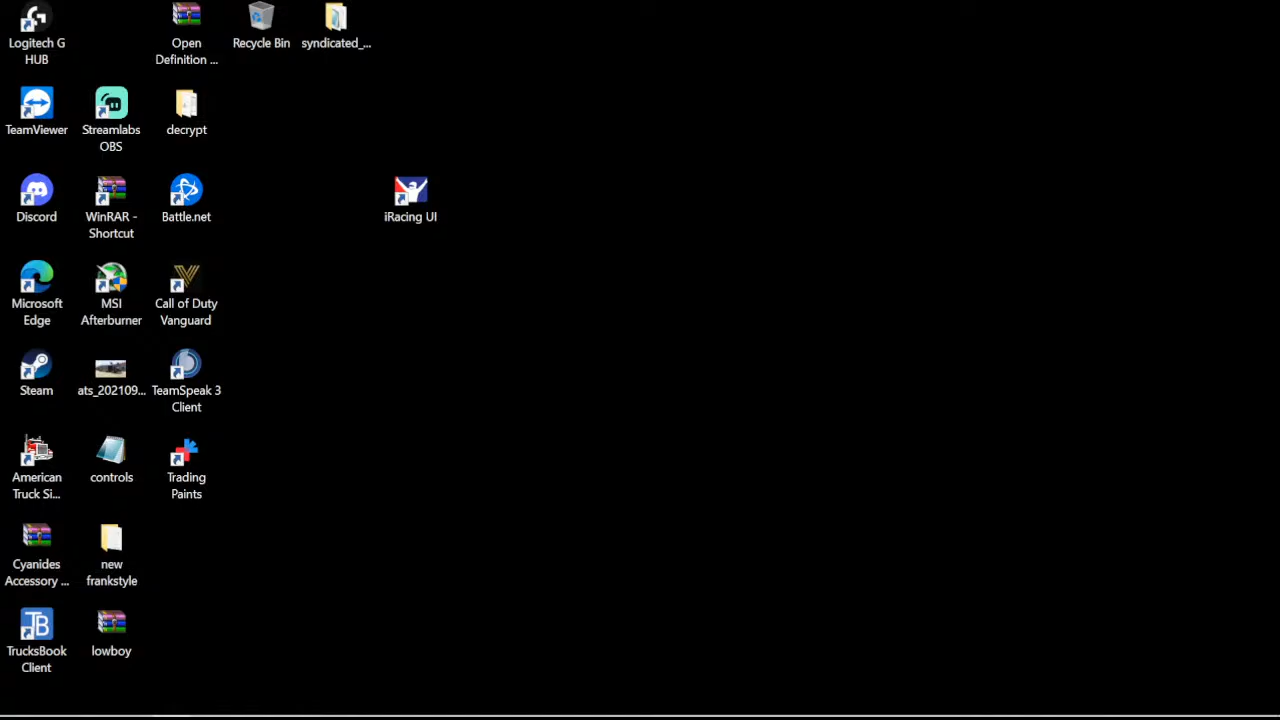 Logitech G
HUB
Open
Definition ...
Recycle Bin
syndicated_...
TeamViewer
Streamlabs
OBS
decrypt
Discord
WinRAR -
Shortcut
Battle.net
iRacing UI
Microsoft
Edge
MSI
Afterburner
Call of Duty
Vanguard
Steam
ats_202109...
TeamSpeak 3
Client
American
Truck Si...
controls
Trading
Paints
Cyanides
Accessory ...
new
frankstyle
TB
TrucksBook
Client
lowboy